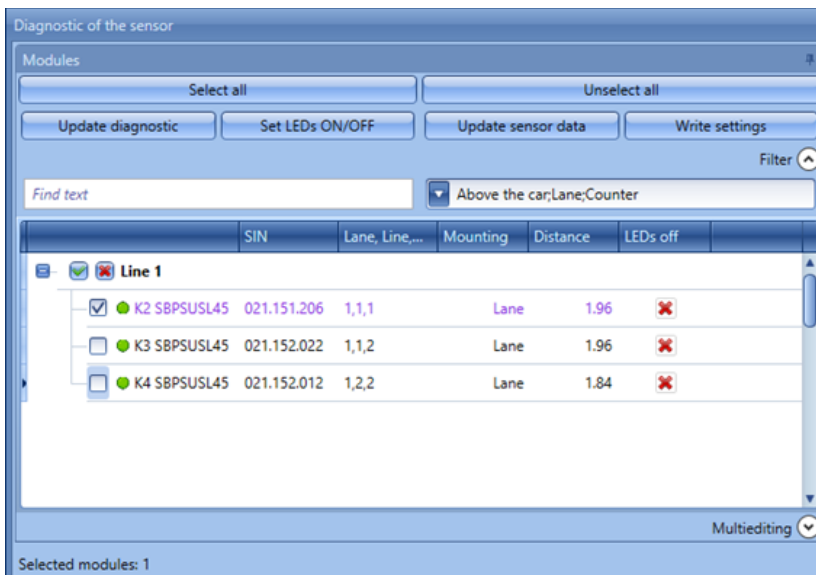 Diagnostic of the sensor
Modules
Select all Unselect all
Update diagnostic Set LEDs ON/OFF Update sensor data Write settings
Filter
Find text Above the car;Lane;Counter
SIN Lane, Line,... Mounting Distance LEDs off
Line 1
K2 SBPSUSL45 021.151.206 1,1,1 Lane 1.96
K3 SBPSUSL45 021.152.022 1,1,2 Lane 1.96
K4 SBPSUSL45 021.152.012 1,2,2 Lane 1.84
Multiediting
Selected modules: 1